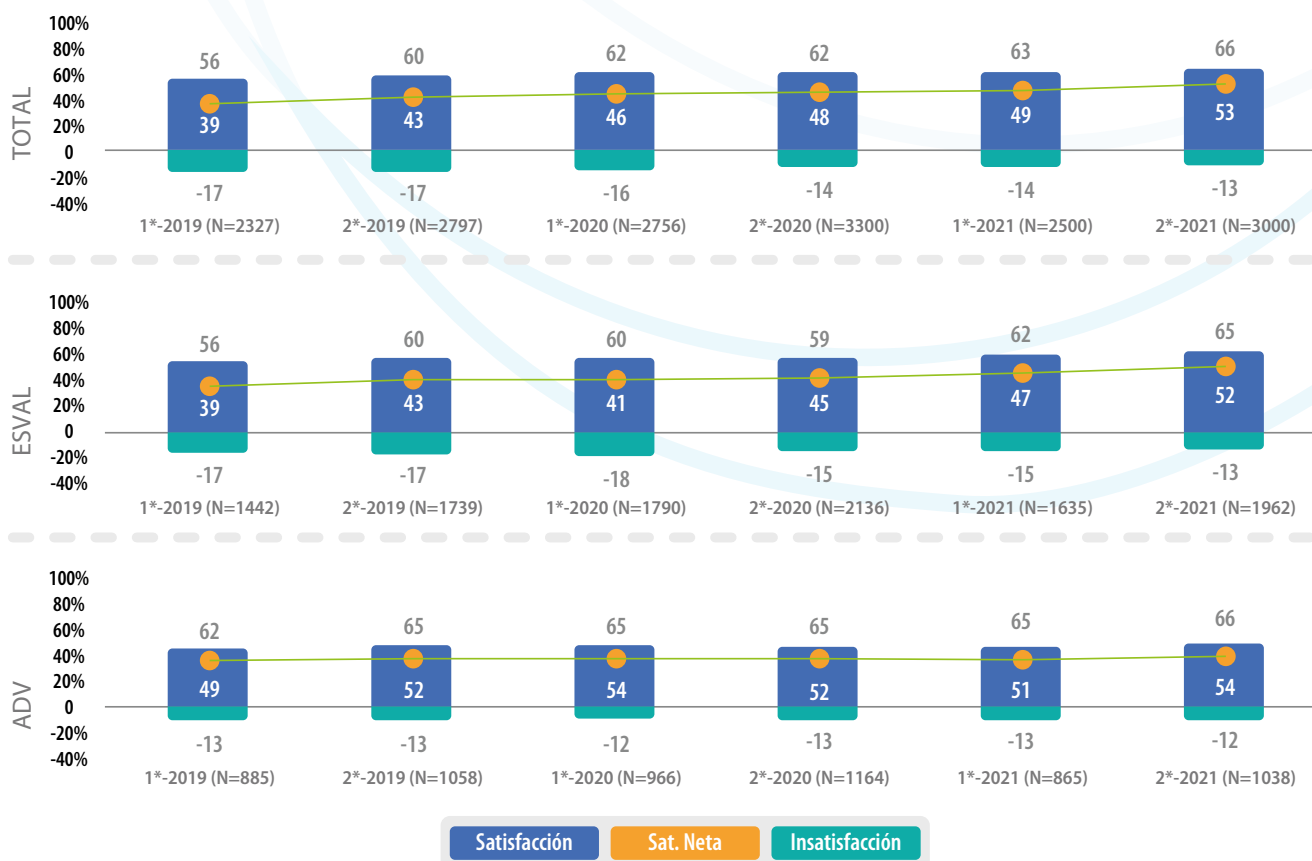 100%
80%
60%
40%
20%
0
-20%
-40%
TOTAL
56 60 62 62 63 66
39 43 46 48 49 53
-17 -17 -16 -14 -14 -13
1*-2019 (N=2327) 2*-2019 (N=2797) 1*-2020 (N=2756) 2*-2020 (N=3300) 1*-2021 (N=2500) 2*-2021 (N=3000)
100%
80%
60%
40%
20%
0
-20%
-40%
ESVAL
56 60 60 59 62 65
39 43 41 45 47 52
-17 -17 -18 -15 -15 -13
1*-2019 (N=1442) 2*-2019 (N=1739) 1*-2020 (N=1790) 2*-2020 (N=2136) 1*-2021 (N=1635) 2*-2021 (N=1962)
100%
80%
60%
40%
20%
0
-20%
-40%
ADV
62 65 65 65 65 66
49 52 54 52 51 54
-13 -13 -12 -13 -13 -12
1*-2019 (N=885) 2*-2019 (N=1058) 1*-2020 (N=966) 2*-2020 (N=1164) 1*-2021 (N=865) 2*-2021 (N=1038)
Satisfacción Sat. Neta Insatisfacción